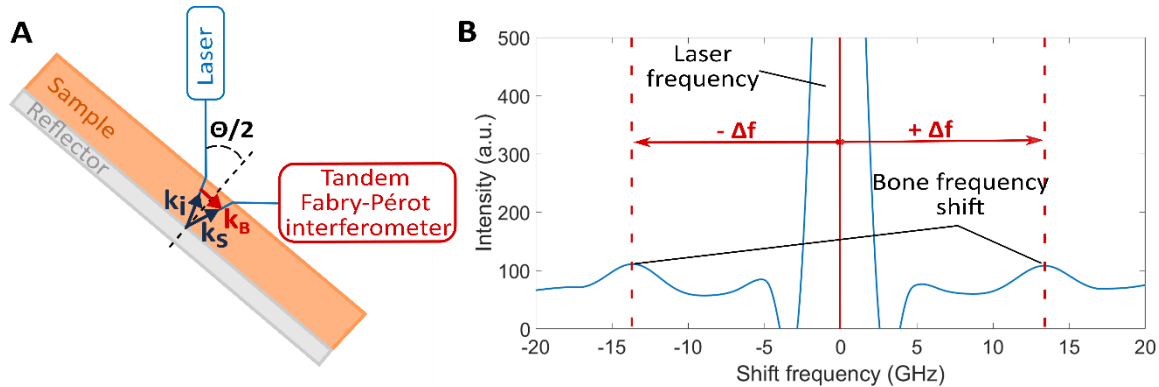 A
Laser
Sample
Reflector
Θ/2
Tandem
Fabry-Pérot
interferometer
ki
kB
kS
B
Intensity (a.u.)
500
400
300
200
100
0
Laser
frequency
- Δf
+ Δf
Bone frequency
shift
-20 -15 -10 -5 0 5 10 15 20
Shift frequency (GHz)